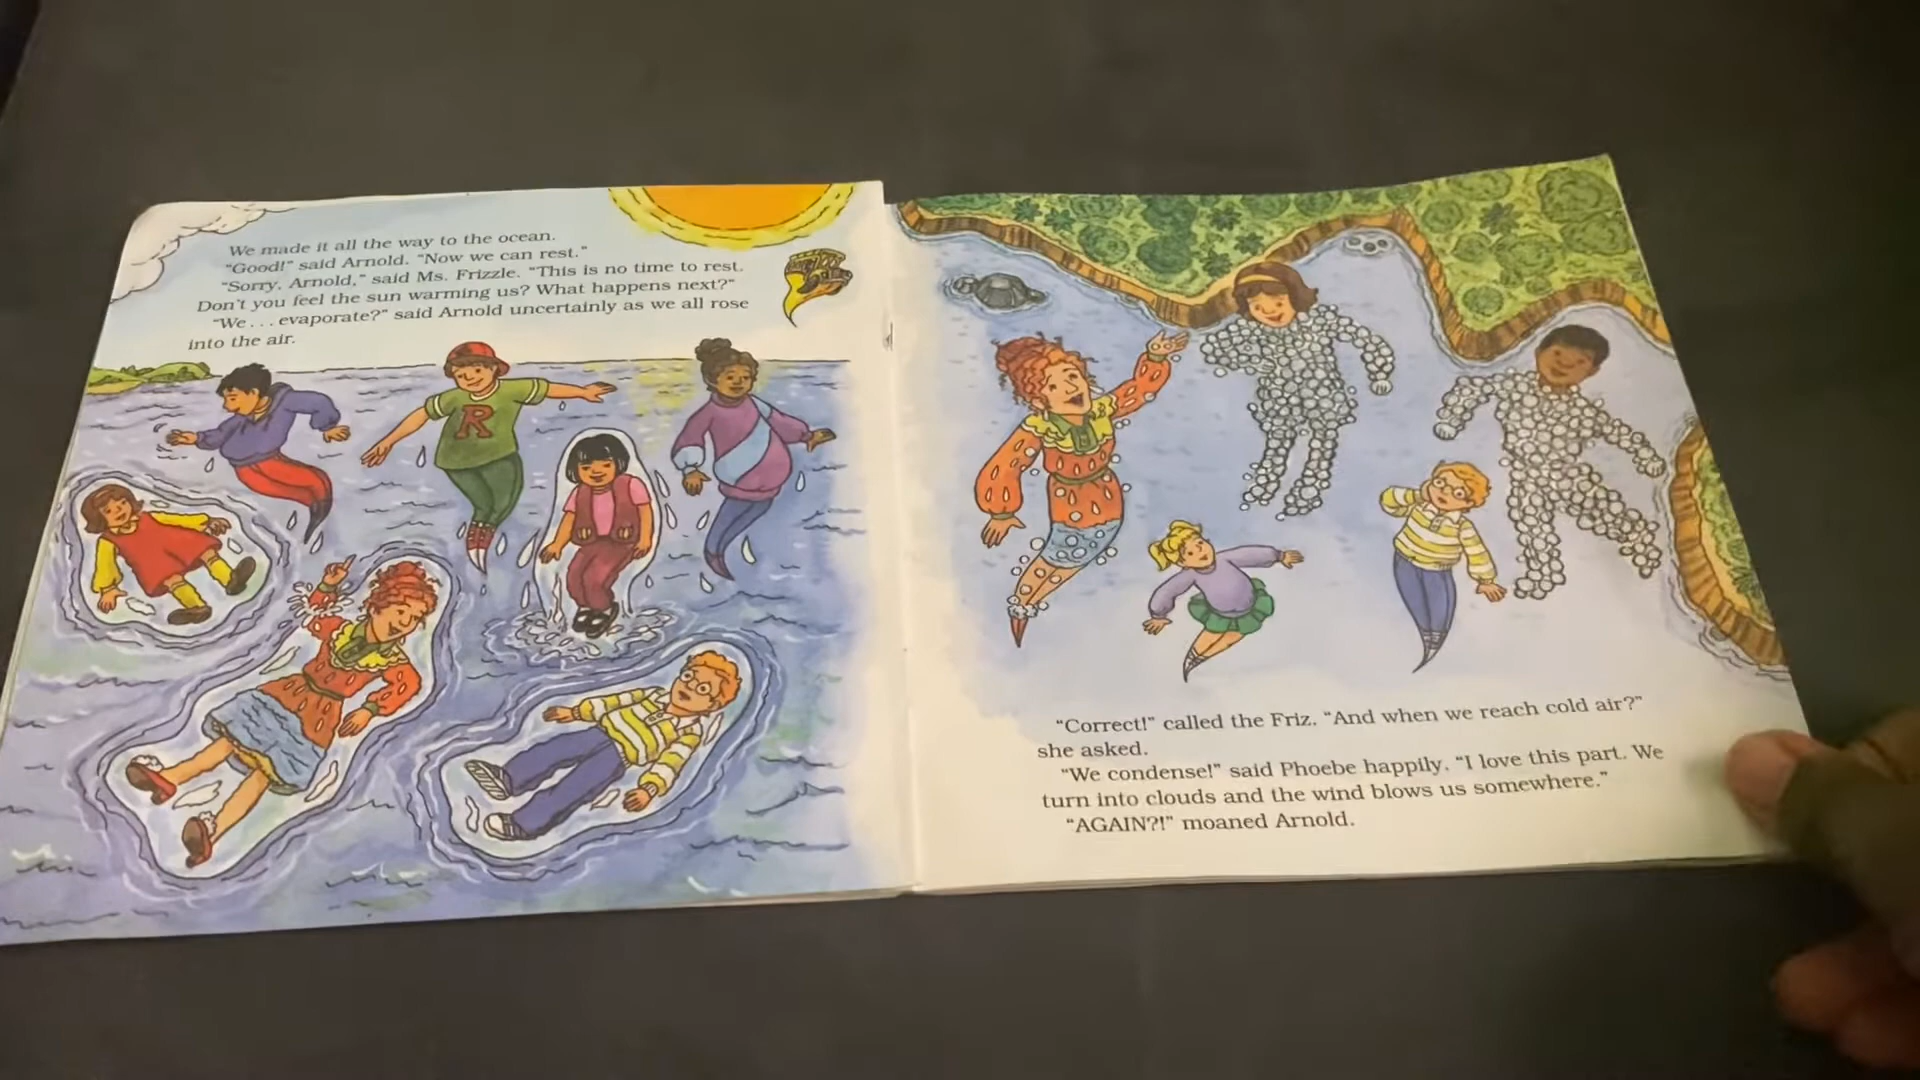 We made it all the way to the ocean.
“Good!” said Arnold. “Now we can rest.”
“Sorry, Arnold,” said Ms. Frizzle. “This is no time to rest.
Don’t you feel the sun warming us? What happens next?”
“We . . . evaporate?” said Arnold uncertainly as we all rose
into the air.
R
“Correct!” called the Friz. “And when we reach cold air?”
she asked.
“We condense!” said Phoebe happily. “I love this part. We
turn into clouds and the wind blows us somewhere.”
“AGAIN?!” moaned Arnold.